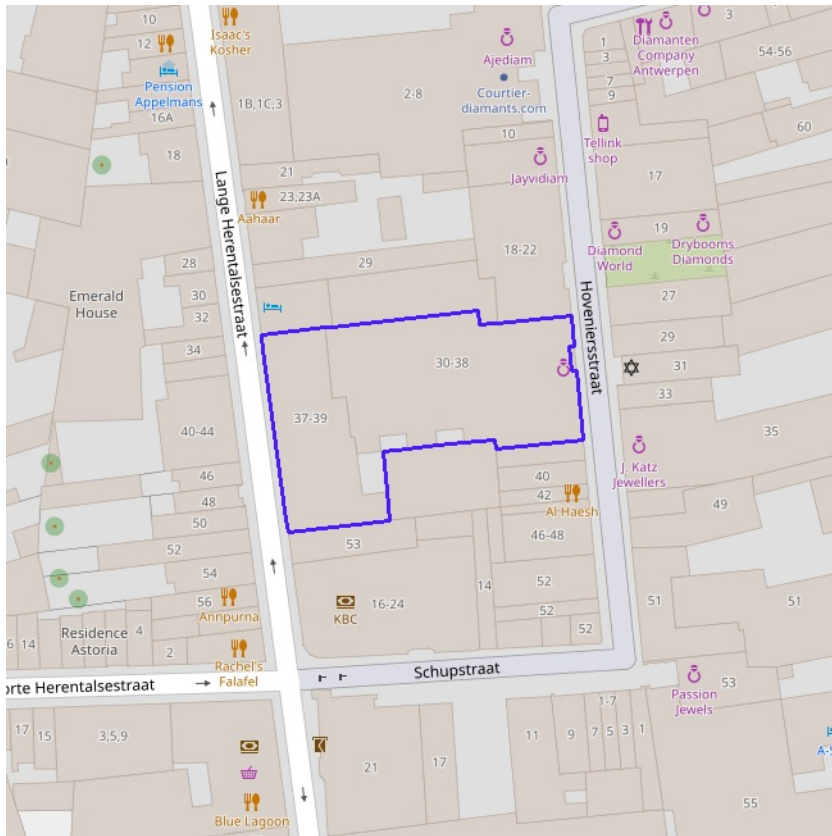 10
12
Isaac's
Kosher
Pension
Appelmans
16A
18
1B,1C,3
2-8
Ajediam
Courtier-
diamants.com
10
Jayvidiam
1
3
7
9
Diamanten
Company
Antwerpen
3
54-56
60
Tellink
shop
17
19
Diamond
World
Drybooms
Diamonds
21
23,23A
Aahaar
Lange Herentalsestraat
29
18-22
28
30
32
34
Emerald
House
27
29
31
33
35
Hoveniersstraat
30-38
37-39
40-44
46
48
50
52
54
56
Annpurna
J. Katz
Jewellers
49
40
42
Al Haesh
46-48
53
52
52
52
14
16-24
KBC
51
51
Residence
Astoria
6
14
4
2
Rachel's
Falafel
Schupstraat
orte Herentalsestraat
Passion
Jewels
53
17
15
3,5,9
Blue Lagoon
21
17
11
9
7
5
3
1
1-7
55
A-S